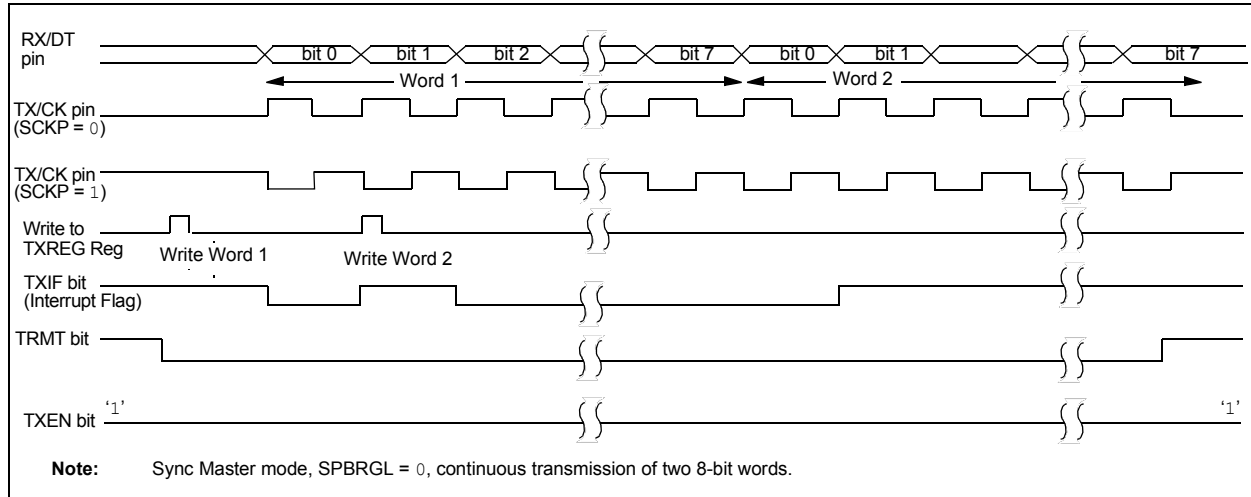 RX/DT
pin
bit 0 bit 1 bit 2 bit 7 bit 0 bit 1 bit 7
Word 1 Word 2
TX/CK pin
(SCKP = 0)
TX/CK pin
(SCKP = 1)
Write to
TXREG Reg
Write Word 1 Write Word 2
TXIF bit
(Interrupt Flag)
TRMT bit
TXEN bit ‘1’ ‘1’
Note: Sync Master mode, SPBRGL = 0, continuous transmission of two 8-bit words.